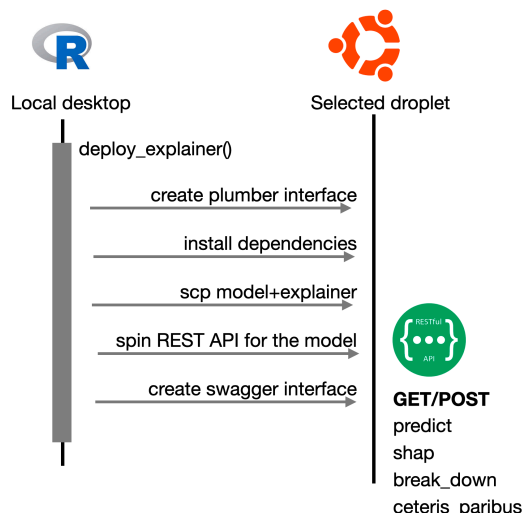 R
Local desktop
Selected droplet
deploy_explainer()
create plumber interface
install dependencies
scp model+explainer
spin REST API for the model
RESTful
{•••}
API
create swagger interface
GET/POST
predict
shap
break_down
ceteris_paribus